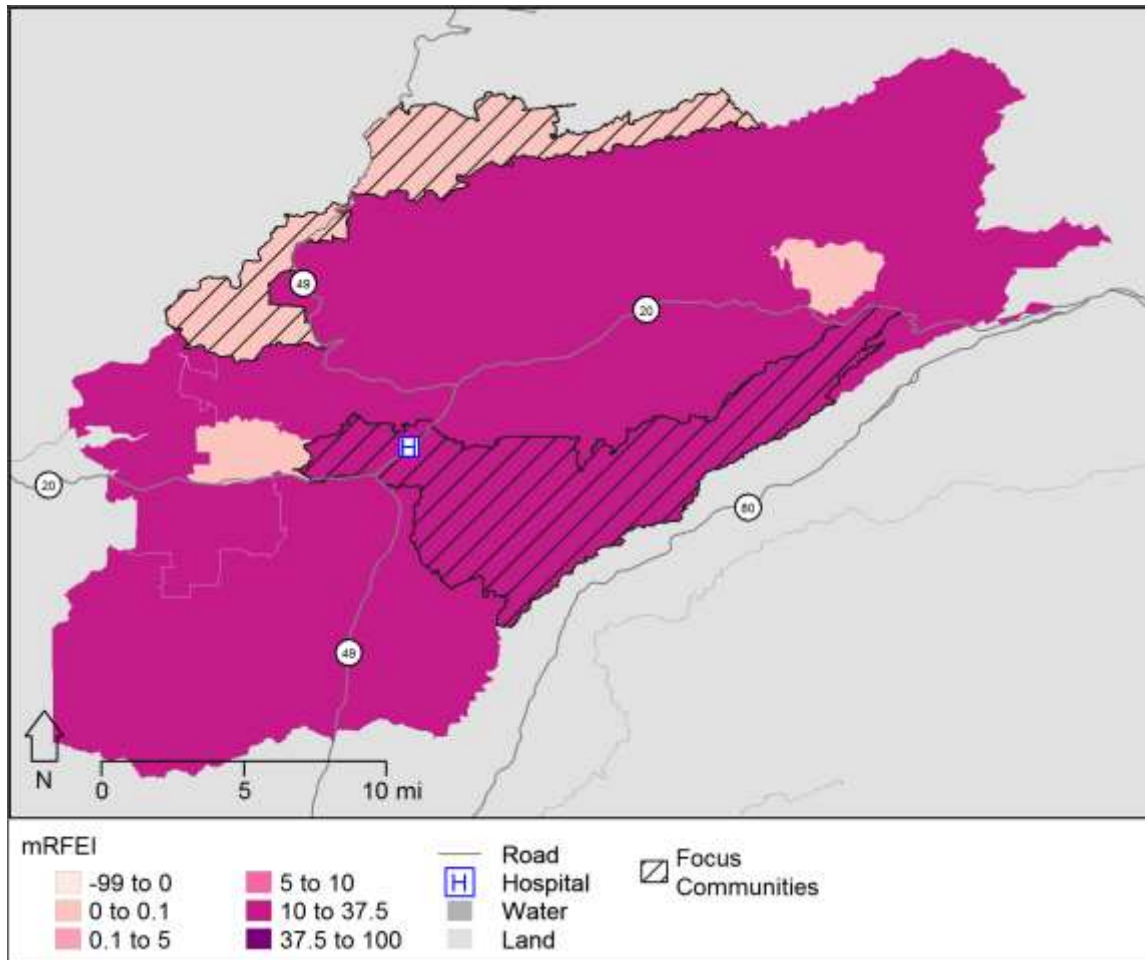 49
20
20
80
49
N
0 5 10 mi
mRFEI
-99 to 0
0 to 0.1
0.1 to 5
5 to 10
10 to 37.5
37.5 to 100
Road
H Hospital
Water
Land
Focus
Communities